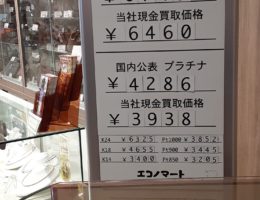 当社現金買取価格
¥6460
国内公表 プラチナ
¥4286
当社現金買取価格
¥3938
K24 ¥6325 Pt1000 ¥3852
K18 ¥4655 Pt900 ¥3445
¥3400 Pt850 ¥3205
エコノマート